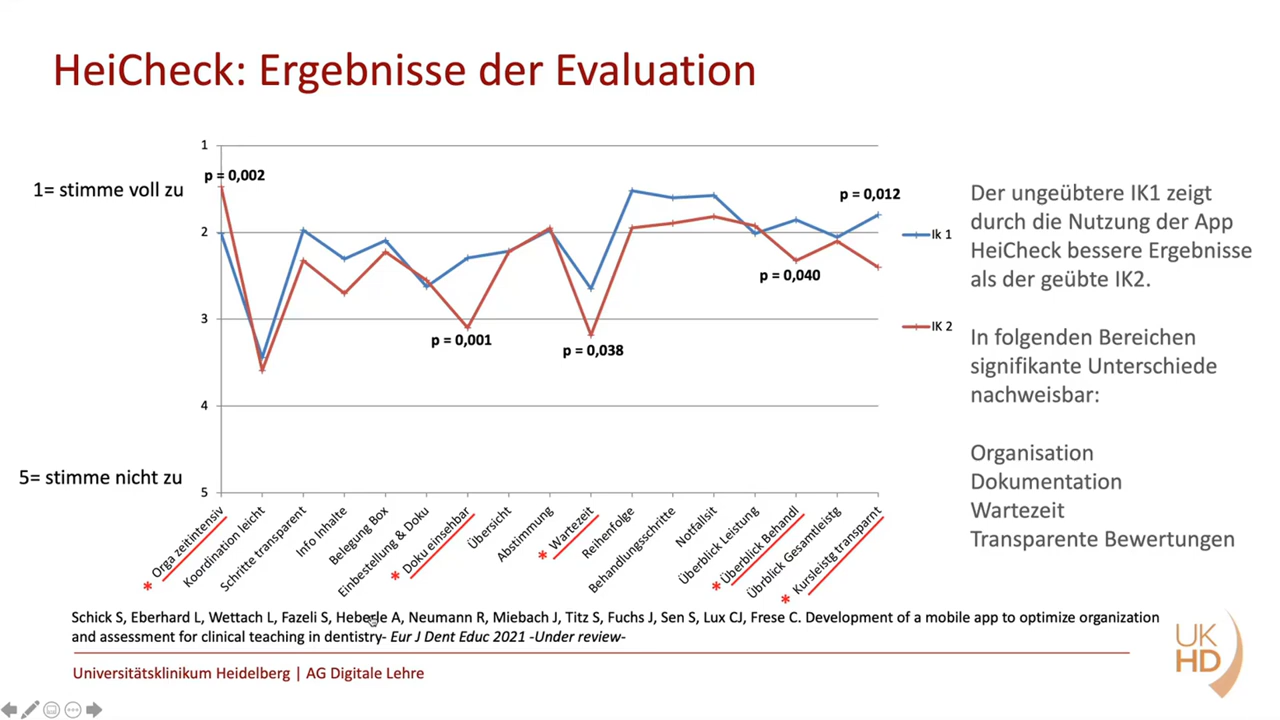 HeiCheck: Ergebnisse der Evaluation
1
p = 0,002
1= stimme voll zu
2
3
4
5= stimme nicht zu
5
p = 0,001
p = 0,038
p = 0,040
p = 0,012
Ik 1
IK 2
* Orga zeitintensiv
Koordination leicht
Schritte transparent
Info Inhalte
Belegung Box
Einbestellung & Doku
* Doku einsehbar
Übersicht
Abstimmung
* Wartezeit
Reihenfolge
Behandlungsschritte
Notfallsit
Überblick Leistung
* Überblick Behandl
Übrblick Gesamtleistg
* Kursleistg transparnt
Der ungeübtere IK1 zeigt
durch die Nutzung der App
HeiCheck bessere Ergebnisse
als der geübte IK2.
In folgenden Bereichen
signifikante Unterschiede
nachweisbar:
Organisation
Dokumentation
Wartezeit
Transparente Bewertungen
Schick S, Eberhard L, Wettach L, Fazeli S, Heberle A, Neumann R, Miebach J, Titz S, Fuchs J, Sen S, Lux CJ, Frese C. Development of a mobile app to optimize organization
and assessment for clinical teaching in dentistry- Eur J Dent Educ 2021 -Under review-
Universitätsklinikum Heidelberg | AG Digitale Lehre
UK
HD